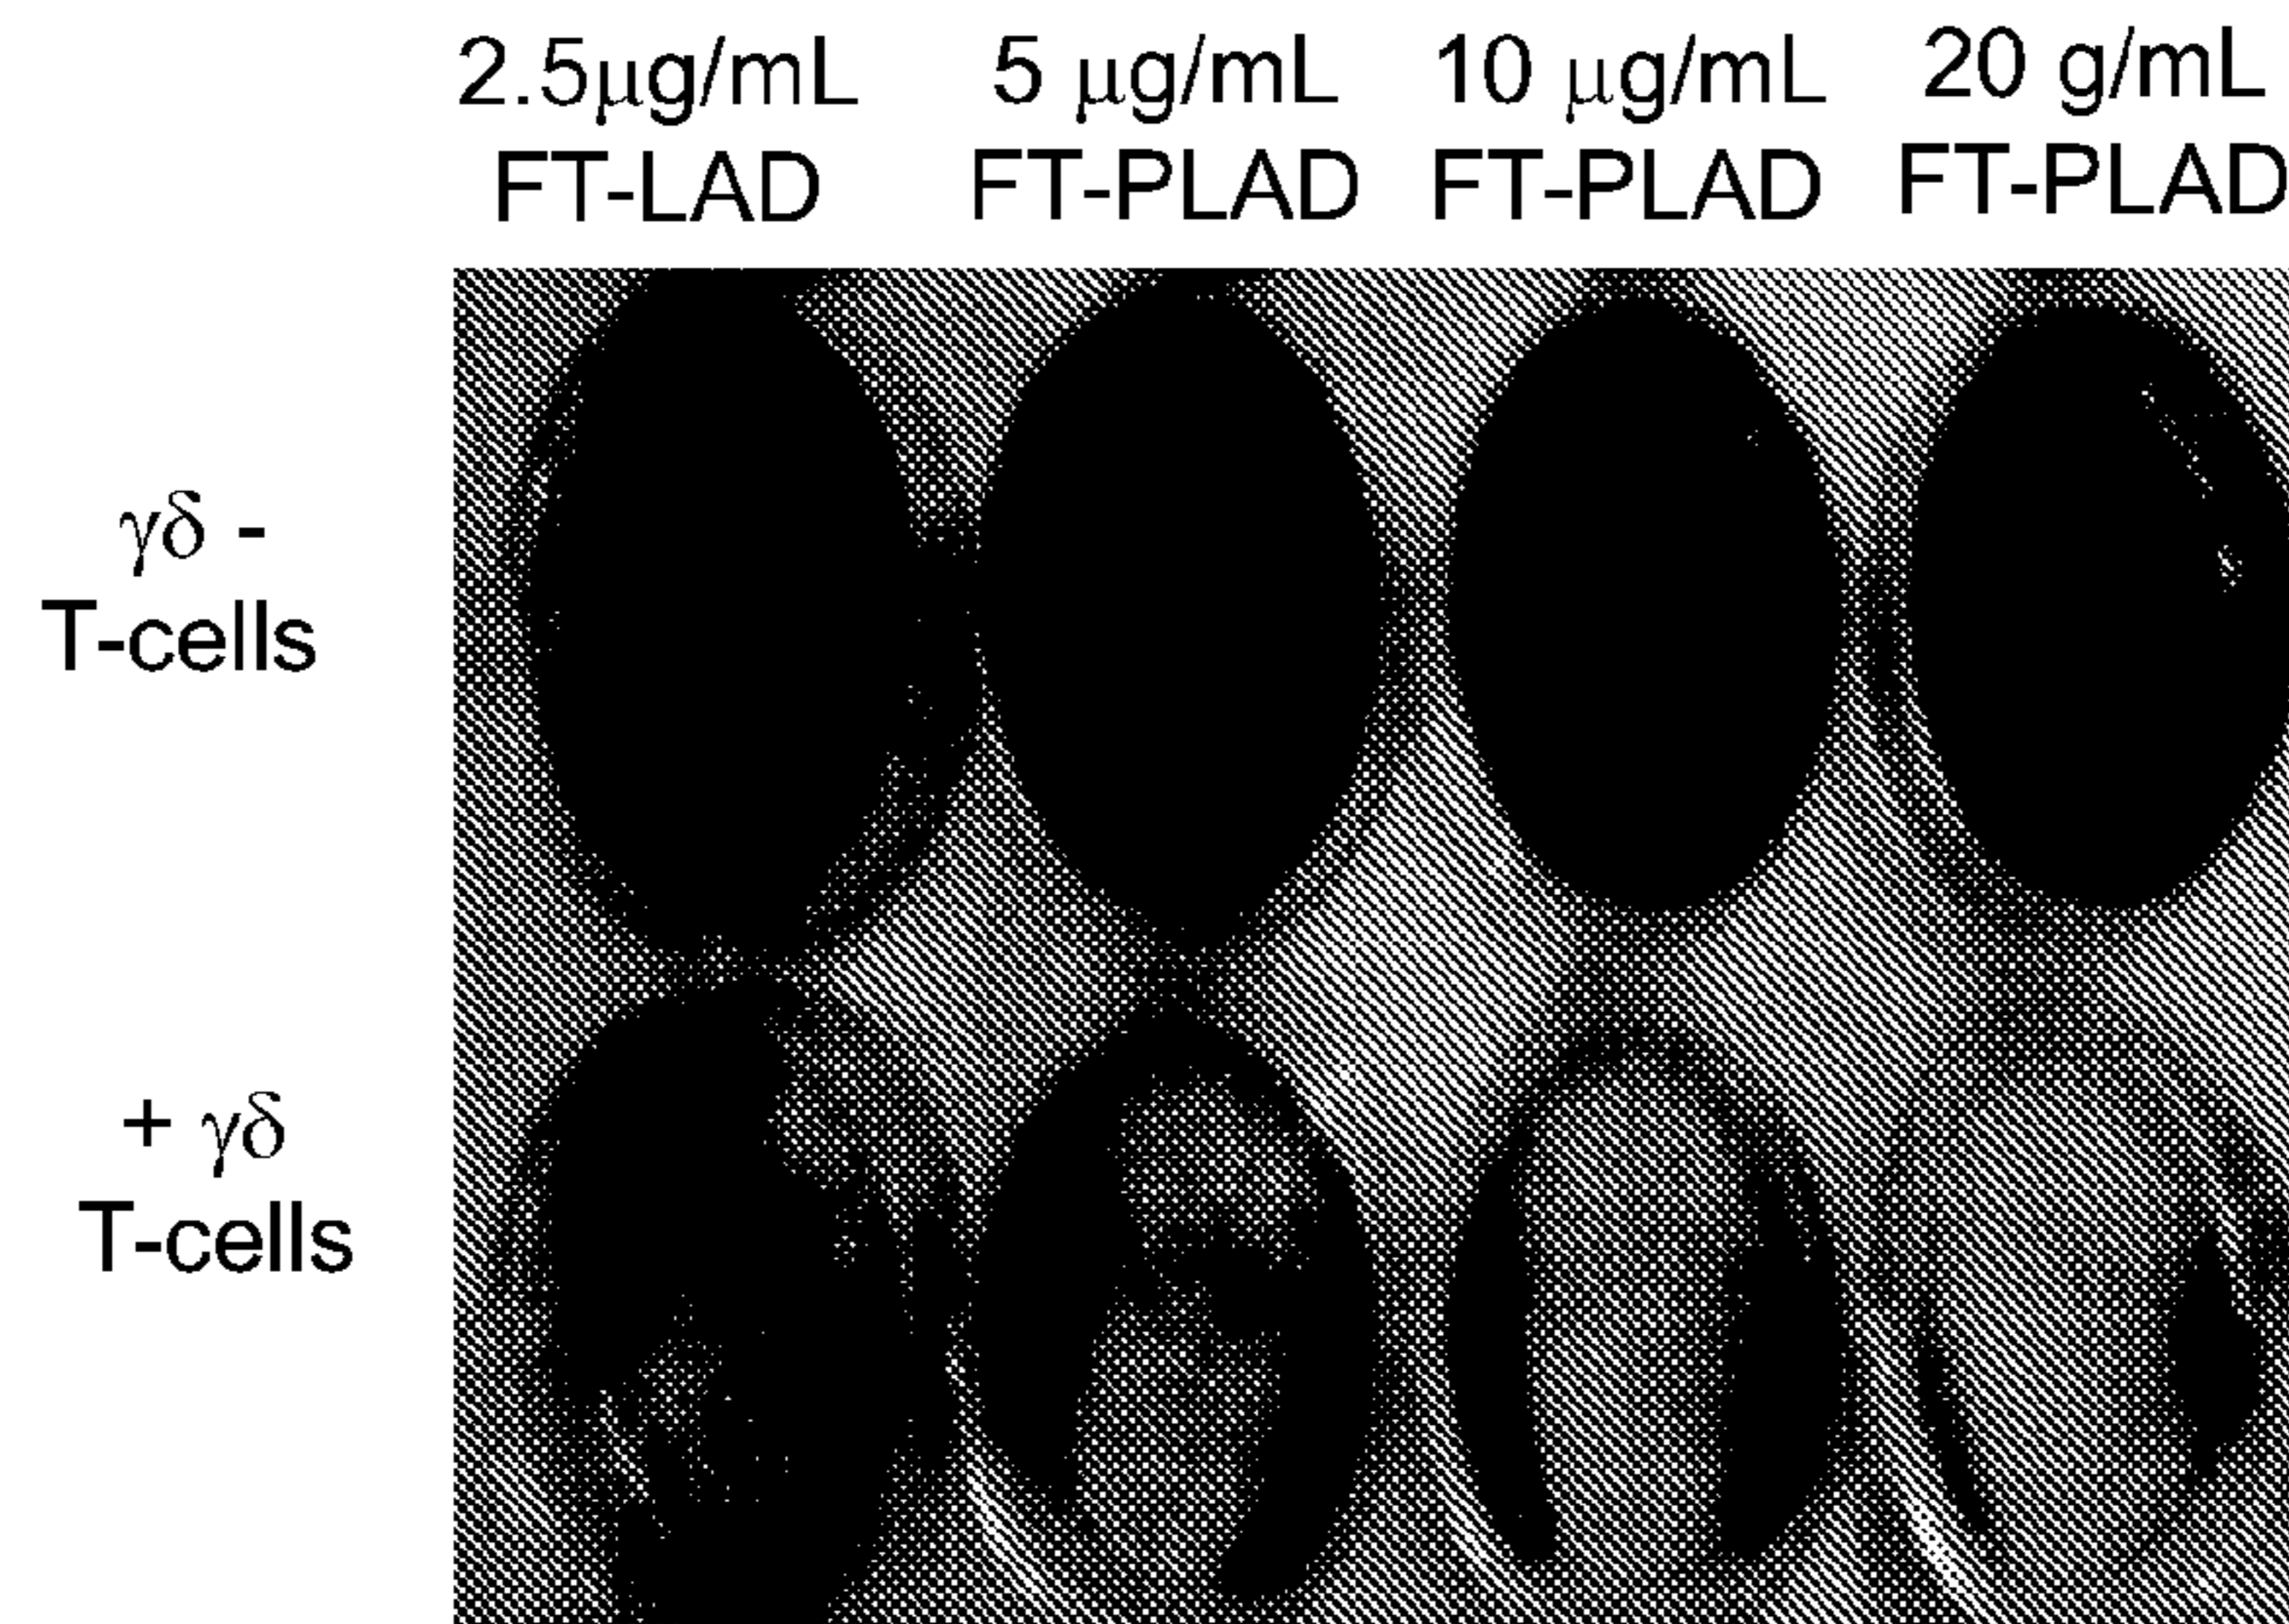 2.5μg/mL 5 μg/mL 10 μg/mL 20 g/mL
FT-LAD FT-PLAD FT-PLAD FT-PLAD
γδ -
T-cells
+ γδ
T-cells